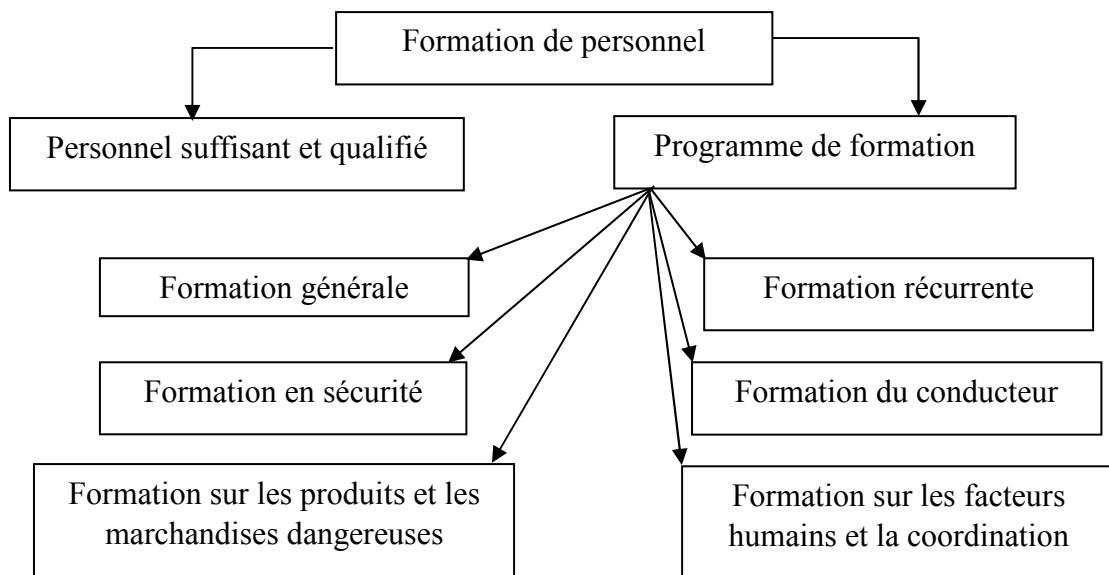 Formation de personnel
Personnel suffisant et qualifié
Programme de formation
Formation générale
Formation récurrente
Formation en sécurité
Formation du conducteur
Formation sur les produits et les
marchandises dangereuses
Formation sur les facteurs
humains et la coordination